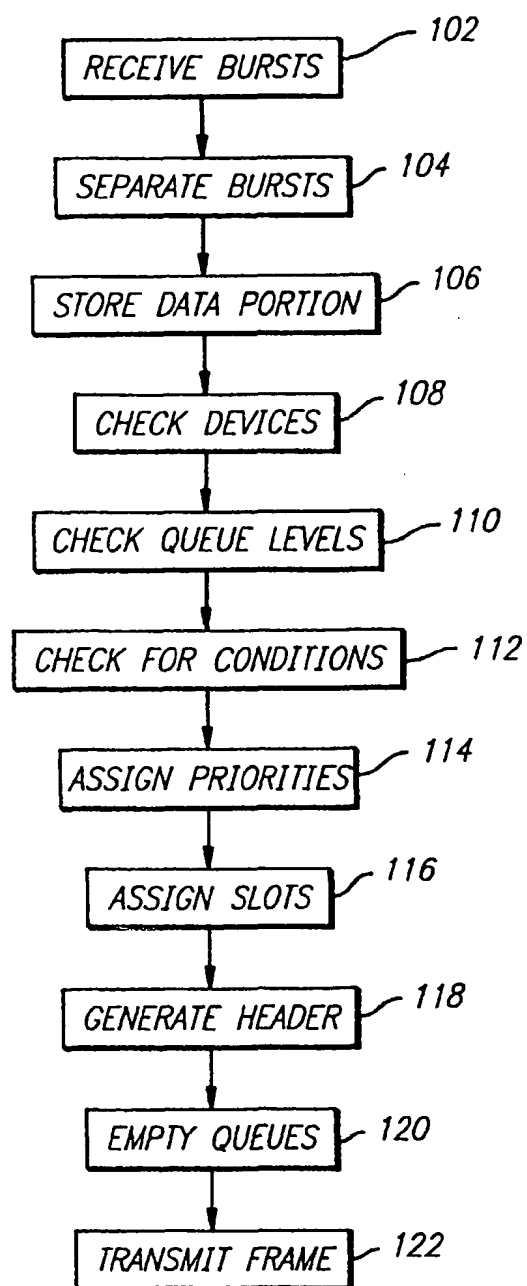 RECEIVE BURSTS 102
SEPARATE BURSTS 104
STORE DATA PORTION 106
CHECK DEVICES 108
CHECK QUEUE LEVELS 110
CHECK FOR CONDITIONS 112
ASSIGN PRIORITIES 114
ASSIGN SLOTS 116
GENERATE HEADER 118
EMPTY QUEUES 120
TRANSMIT FRAME 122